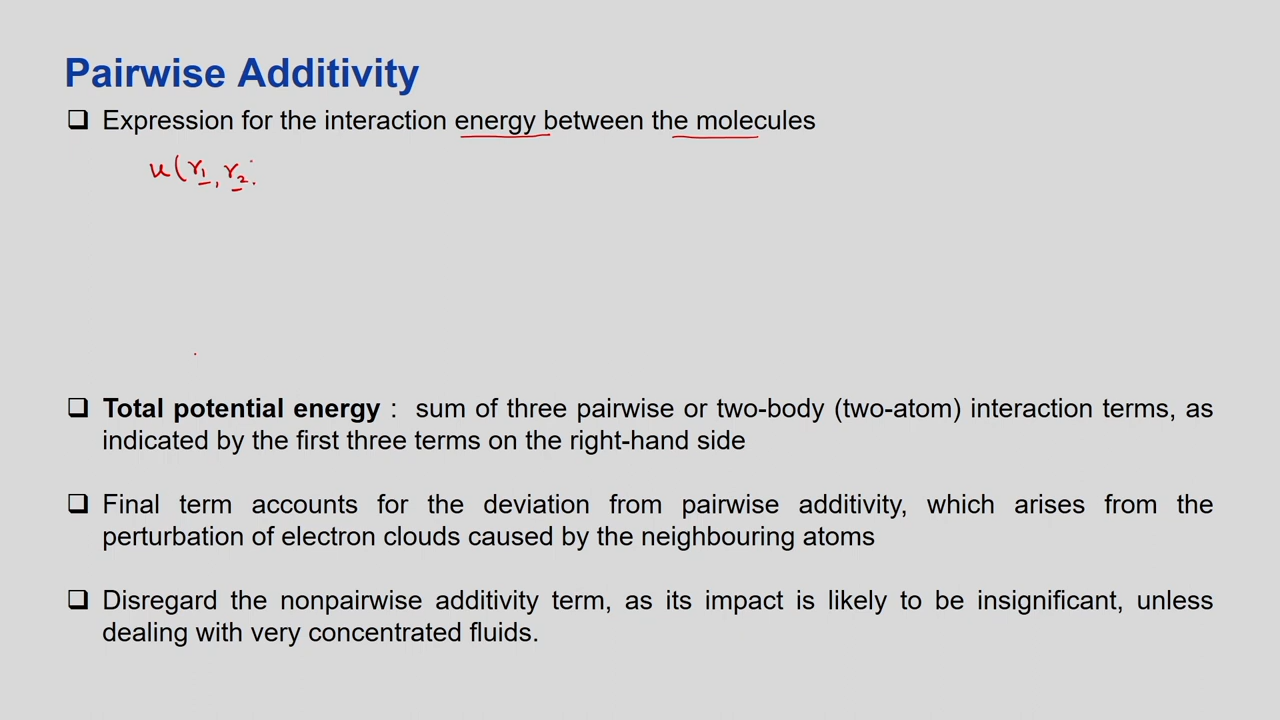 Pairwise Additivity
❑ Expression for the interaction energy between the molecules
u(r1, r2
❑ Total potential energy : sum of three pairwise or two-body (two-atom) interaction terms, as
indicated by the first three terms on the right-hand side
❑ Final term accounts for the deviation from pairwise additivity, which arises from the
perturbation of electron clouds caused by the neighbouring atoms
❑ Disregard the nonpairwise additivity term, as its impact is likely to be insignificant, unless
dealing with very concentrated fluids.